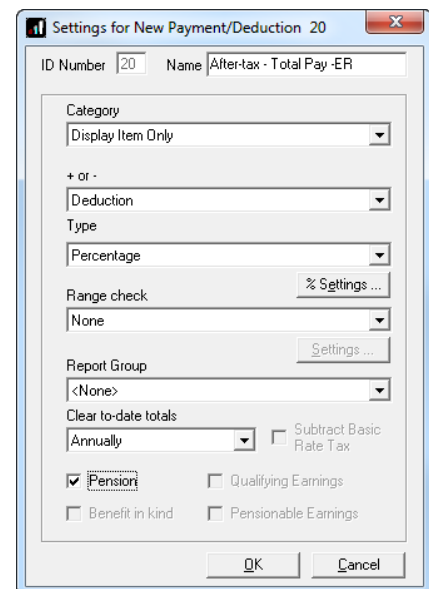 Settings for New Payment/Deduction 20
ID Number 20 Name After-tax - Total Pay -ER
Category
Display Item Only
+ or -
Deduction
Type
Percentage
% Settings ...
Range check
None
Settings ...
Report Group
<None>
Clear to-date totals
Annually
Subtract Basic
Rate Tax
Pension
Qualifying Earnings
Benefit in kind
Pensionable Earnings
OK
Cancel